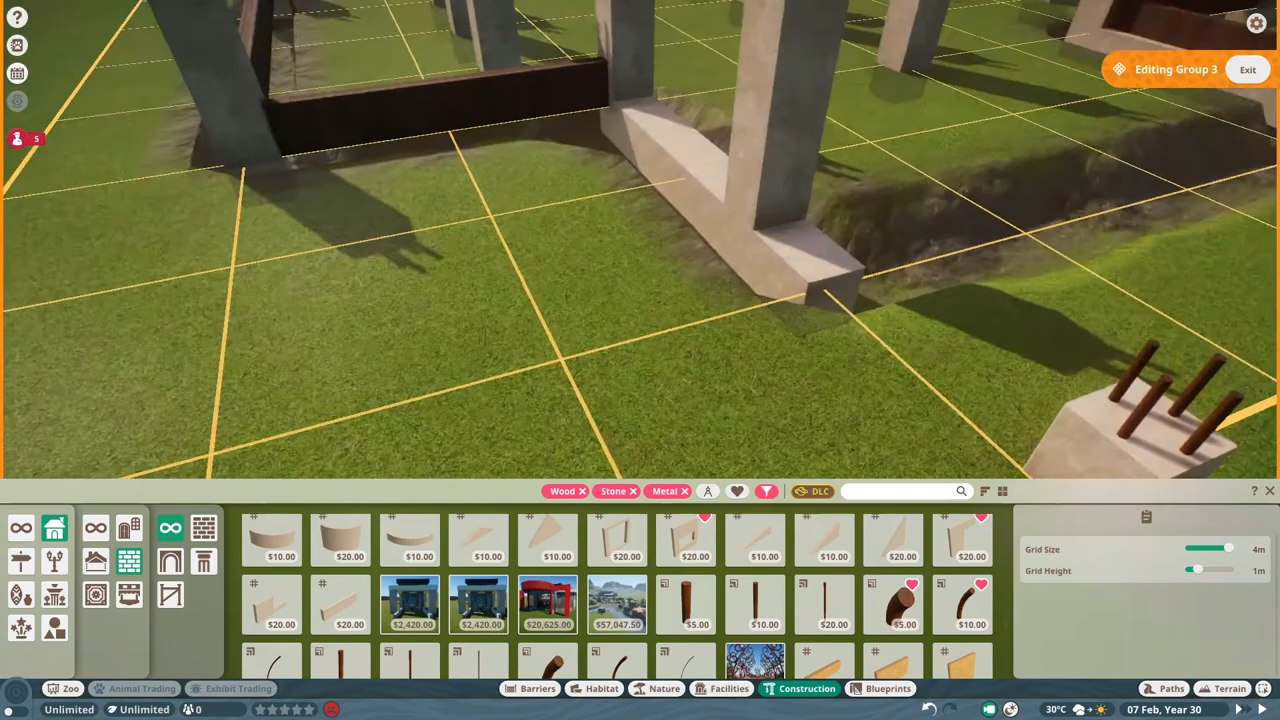 ?
Editing Group 3 Exit
5
Wood × Stone × Metal × DLC ? ×
$10.00 $20.00 $10.00 $10.00 $10.00 $20.00 $20.00 $10.00 $20.00 $20.00 $20.00
Grid Size 4m
Grid Height 1m
$20.00 $20.00 $2,420.00 $2,420.00 $20,625.00 $57,047.50 $5.00 $10.00 $20.00 $5.00 $10.00
Zoo Animal Trading Exhibit Trading Barriers Habitat Nature Facilities Construction Blueprints Paths Terrain
Unlimited Unlimited 0 30°C 07 Feb, Year 30